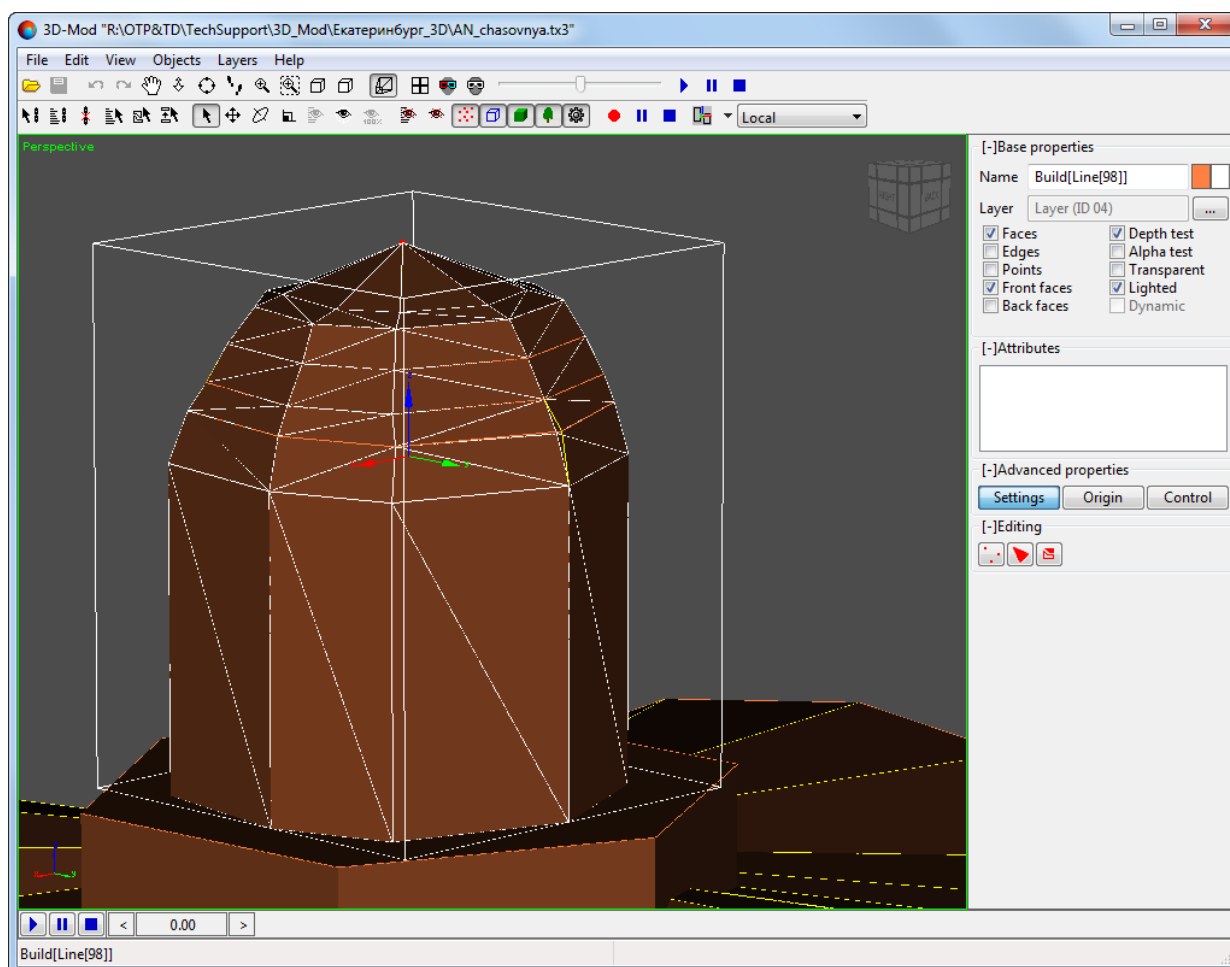 3D-Mod "R:\OTP&TD\TechSupport\3D_Mod\Екатеринбург_3D\AN_chasovnya.tx3"
File Edit View Objects Layers Help
100%
Local
Perspective
[-]Base properties
Name Build[Line[98]]
Layer Layer (ID 04) ...
Faces Depth test
Edges Alpha test
Points Transparent
Front faces Lighted
Back faces Dynamic
[-]Attributes
[-]Advanced properties
Settings Origin Control
[-]Editing
< 0.00 >
Build[Line[98]]